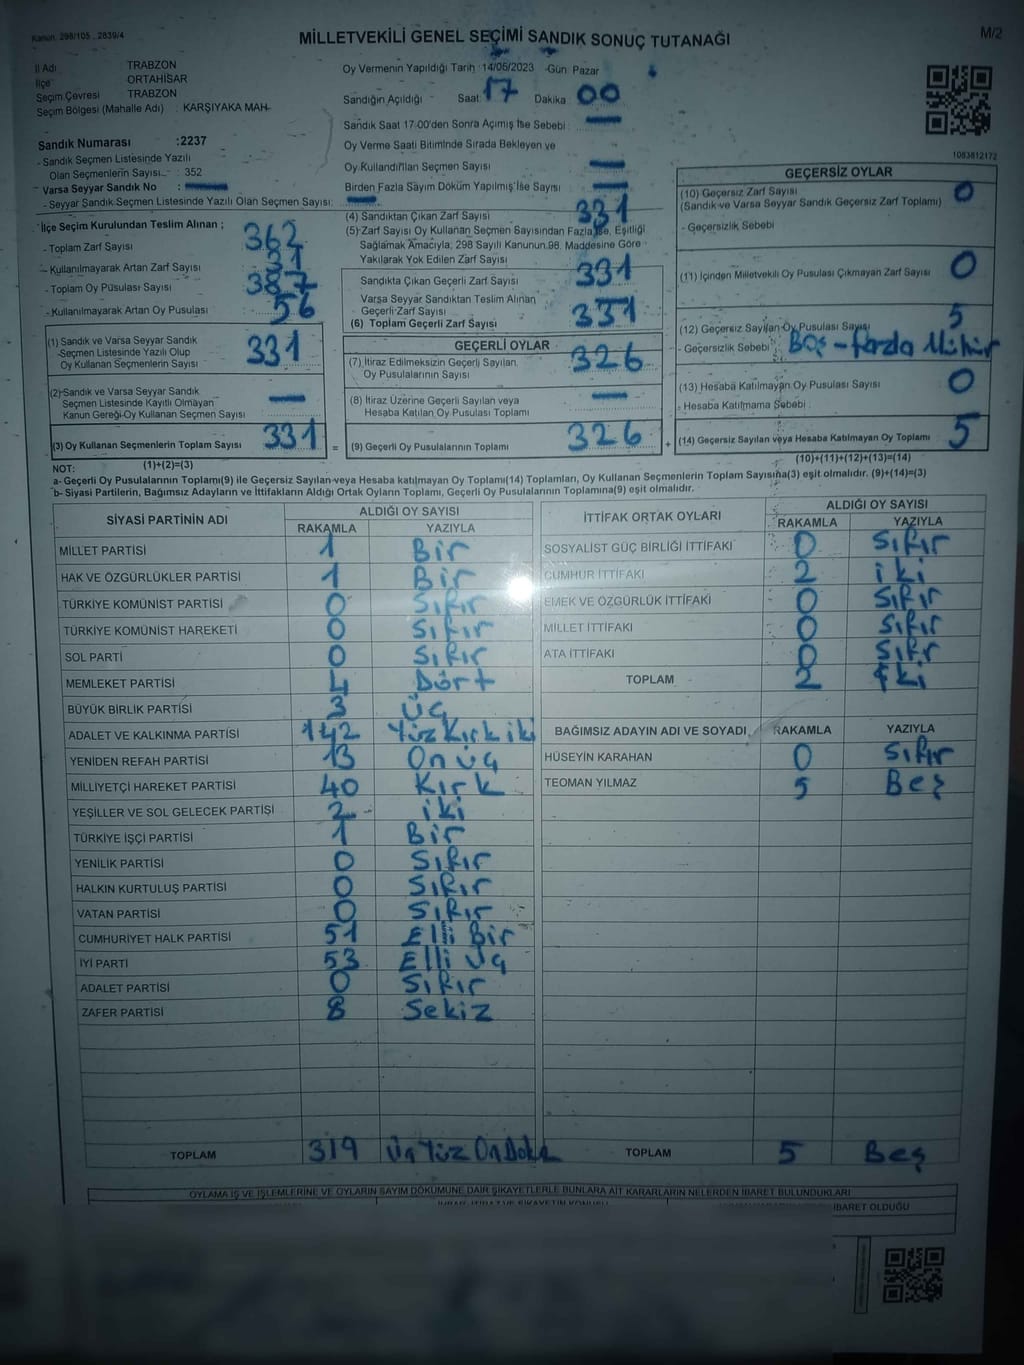 Kanun: 298/105 , 2839/4
MİLLETVEKİLİ GENEL SEÇİMİ SANDIK SONUÇ TUTANAĞI
M/2
İl Adı TRABZON
İlçe ORTAHİSAR
Seçim Çevresi TRABZON
Seçim Bölgesi (Mahalle Adı) : KARŞIYAKA MAH-
Sandık Numarası :2237
- Sandık Seçmen Listesinde Yazılı
Olan Seçmenlerin Sayısı : 352
- Varsa Seyyar Sandık No :
- Seyyar Sandık Seçmen Listesinde Yazılı Olan Seçmen Sayısı:
Oy Vermenin Yapıldığı Tarih :14/05/2023 Gün: Pazar
Sandığın Açıldığı Saat: 17 Dakika 00
Sandık Saat 17:00'den Sonra Açımış İse Sebebi :
Oy Verme Saati Bitiminde Sırada Bekleyen ve
Oy Kullandırılan Seçmen Sayısı
Birden Fazla Sayım Döküm Yapılmış İse Sayısı
1083812172
İlçe Seçim Kurulundan Teslim Alınan ;
- Toplam Zarf Sayısı 362
- Kullanılmayarak Artan Zarf Sayısı 31
- Toplam Oy Pusulası Sayısı 387
- Kullanılmayarak Artan Oy Pusulası 56
(1) Sandık ve Varsa Seyyar Sandık
Seçmen Listesinde Yazılı Olup
Oy Kullanan Seçmenlerin Sayısı 331
(2) Sandık ve Varsa Seyyar Sandık
Seçmen Listesinde Kayıtlı Olmayan
Kanun Gereği Oy Kullanan Seçmen Sayısı
(3) Oy Kullanan Seçmenlerin Toplam Sayısı 331 =
(1)+(2)=(3)
(4) Sandıktan Çıkan Zarf Sayısı 331
(5) Zarf Sayısı Oy Kullanan Seçmen Sayısından Fazla ise, Eşitliği
Sağlamak Amacıyla, 298 Sayılı Kanunun 98. Maddesine Göre
Yakılarak Yok Edilen Zarf Sayısı
Sandıkta Çıkan Geçerli Zarf Sayısı 331
Varsa Seyyar Sandıktan Teslim Alınan
Geçerli Zarf Sayısı
(6) Toplam Geçerli Zarf Sayısı 331
GEÇERLİ OYLAR
(7) İtiraz Edilmeksizin Geçerli Sayılan
Oy Pusulalarının Sayısı 326
(8) İtiraz Üzerine Geçerli Sayılan veya
Hesaba Katılan Oy Pusulası Toplamı
(9) Geçerli Oy Pusulalarının Toplamı 326 +
GEÇERSİZ OYLAR
(10) Geçersiz Zarf Sayısı 0
(Sandık ve Varsa Seyyar Sandık Geçersiz Zarf Toplamı)
- Geçersizlik Sebebi
(11) İçinden Milletvekili Oy Pusulası Çıkmayan Zarf Sayısı 0
(12) Geçersiz Sayılan Oy Pusulası Sayısı 5
- Geçersizlik Sebebi : Boş - Fazla Mühür
(13) Hesaba Katılmayan Oy Pusulası Sayısı 0
- Hesaba Katılmama Sebebi :
(14) Geçersiz Sayılan veya Hesaba Katılmayan Oy Toplamı 5
(10)+(11)+(12)+(13)=(14)
NOT:
a- Geçerli Oy Pusulaları Toplamı(9) ile Geçersiz Sayılan veya Hesaba katılmayan Oy Toplamı(14) Toplamları, Oy Kullanan Seçmenlerin Toplam Sayısına(3) eşit olmalıdır. (9)+(14)=(3)
b- Siyasi Partilerin, Bağımsız Adayların ve İttifakların Aldığı Ortak Oyların Toplamı, Geçerli Oy Pusulalarının Toplamına(9) eşit olmalıdır.
SİYASİ PARTİNİN ADI ALDIĞI OY SAYISI
RAKAMLA YAZIYLA
MİLLET PARTİSİ 1 Bir
HAK VE ÖZGÜRLÜKLER PARTİSİ 1 Bir
TÜRKİYE KOMÜNİST PARTİSİ 0 Sıfır
TÜRKİYE KOMÜNİST HAREKETİ 0 Sıfır
SOL PARTİ 0 Sıfır
MEMLEKET PARTİSİ 4 Dört
BÜYÜK BİRLİK PARTİSİ 3 Üç
ADALET VE KALKINMA PARTİSİ 142 Yüz Kırk iki
YENİDEN REFAH PARTİSİ 13 On üç
MİLLİYETÇİ HAREKET PARTİSİ 40 Kırk
YEŞİLLER VE SOL GELECEK PARTİSİ 2 iki
TÜRKİYE İŞÇİ PARTİSİ 1 Bir
YENİLİK PARTİSİ 0 Sıfır
HALKIN KURTULUŞ PARTİSİ 0 Sıfır
VATAN PARTİSİ 0 Sıfır
CUMHURİYET HALK PARTİSİ 51 Elli Bir
İYİ PARTİ 53 Elli Üç
ADALET PARTİSİ 0 Sıfır
ZAFER PARTİSİ 8 Sekiz
TOPLAM 319 Üç Yüz On Doku
İTTİFAK ORTAK OYLARI ALDIĞI OY SAYISI
RAKAMLA YAZIYLA
SOSYALİST GÜÇ BİRLİĞİ İTTİFAKI 0 Sıfır
CUMHUR İTTİFAKI 2 iki
EMEK VE ÖZGÜRLÜK İTTİFAKI 0 Sıfır
MİLLET İTTİFAKI 0 Sıfır
ATA İTTİFAKI 0 Sıfır
TOPLAM 2 İki
BAĞIMSIZ ADAYIN ADI VE SOYADI RAKAMLA YAZIYLA
HÜSEYİN KARAHAN 0 Sıfır
TEOMAN YILMAZ 5 Beş
TOPLAM 5 Beş
OYLAMA İŞ VE İŞLEMLERİNE VE OYLARIN SAYIM DÖKÜMÜNE DAİR ŞİKAYETLERLE BUNLARA AİT KARARLARIN NELERDEN İBARET BULUNDUKLARI
İBARET OLDUĞU